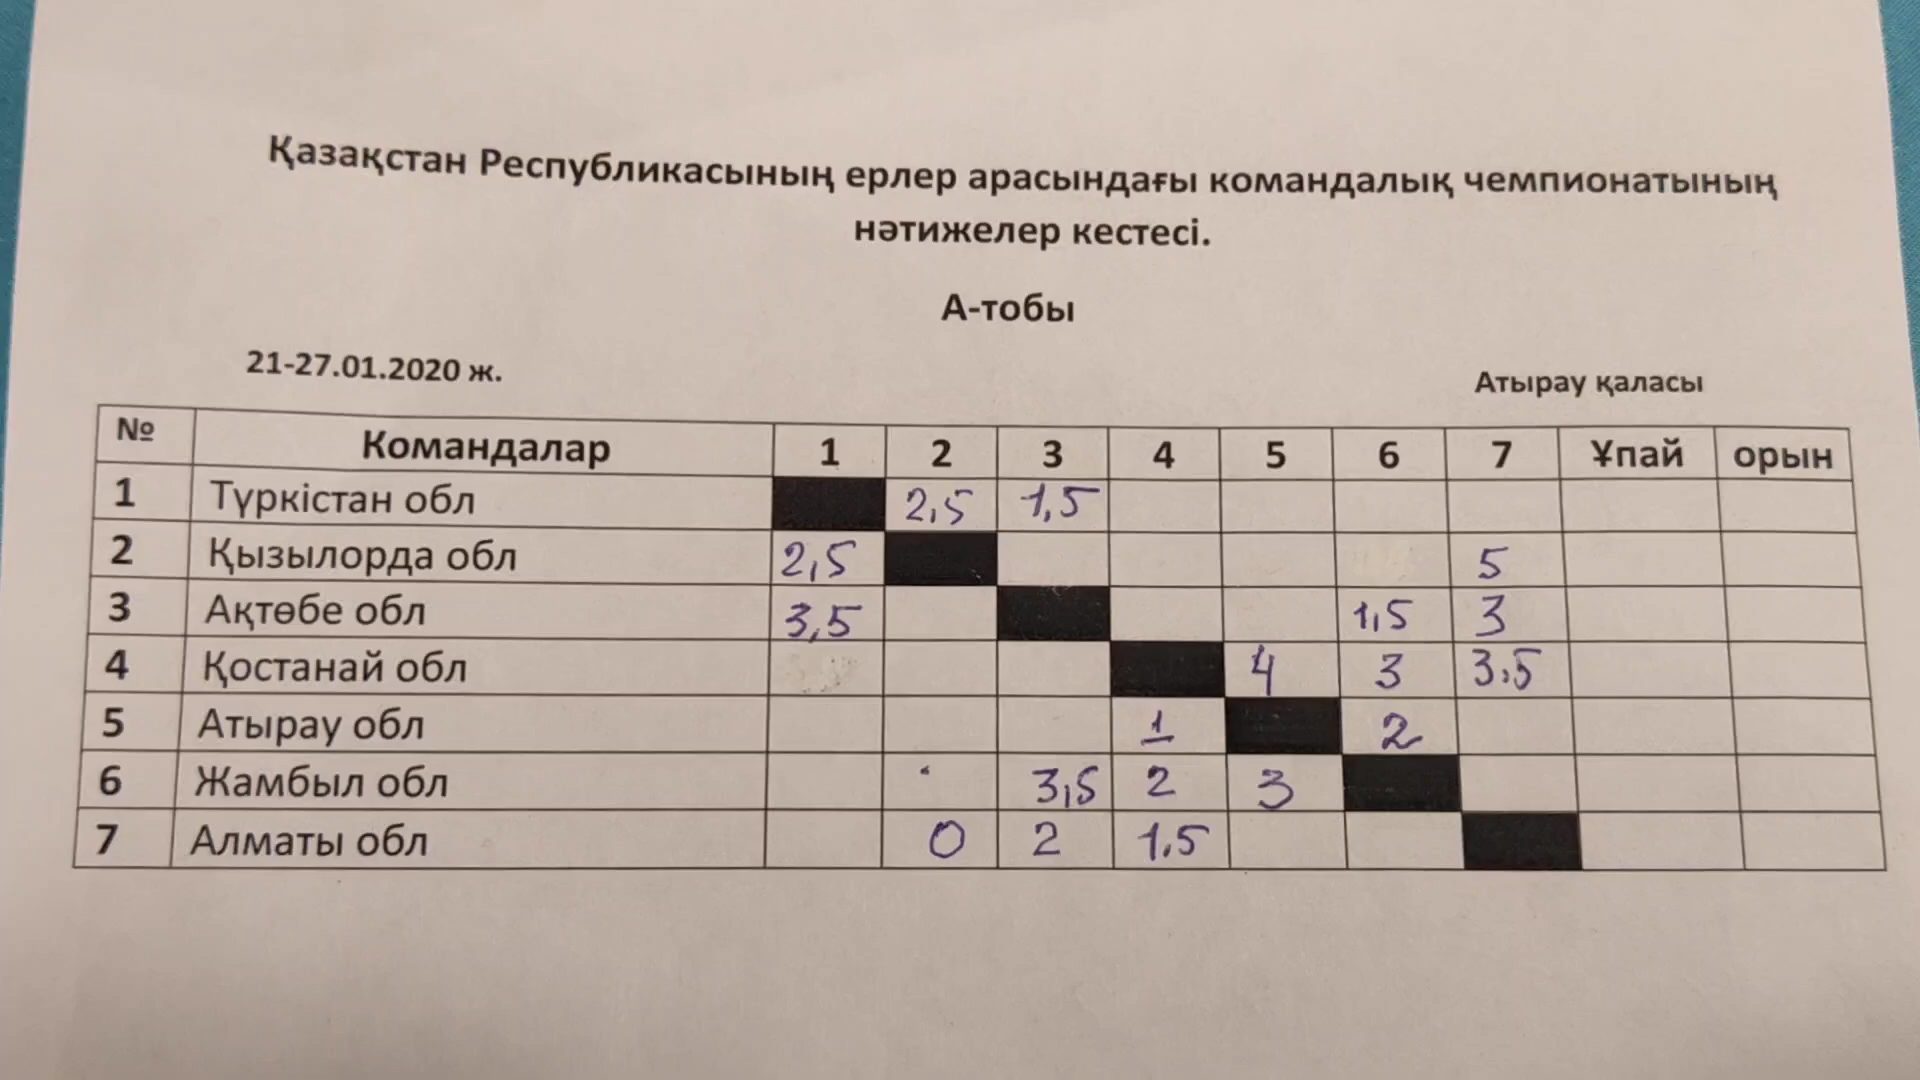 Қазақстан Республикасының ерлер арасындағы командалық чемпионатының
нәтижелер кестесі.
А-тобы
21-27.01.2020 ж.
Атырау қаласы
№ Командалар 1 2 3 4 5 6 7 Ұпай орын
1 Түркістан обл 2,5 1,5
2 Қызылорда обл 2,5 5
3 Ақтөбе обл 3,5 1,5 3
4 Қостанай обл 4 3 3.5
5 Атырау обл 1 2
6 Жамбыл обл 3,5 2 3
7 Алматы обл 0 2 1.5